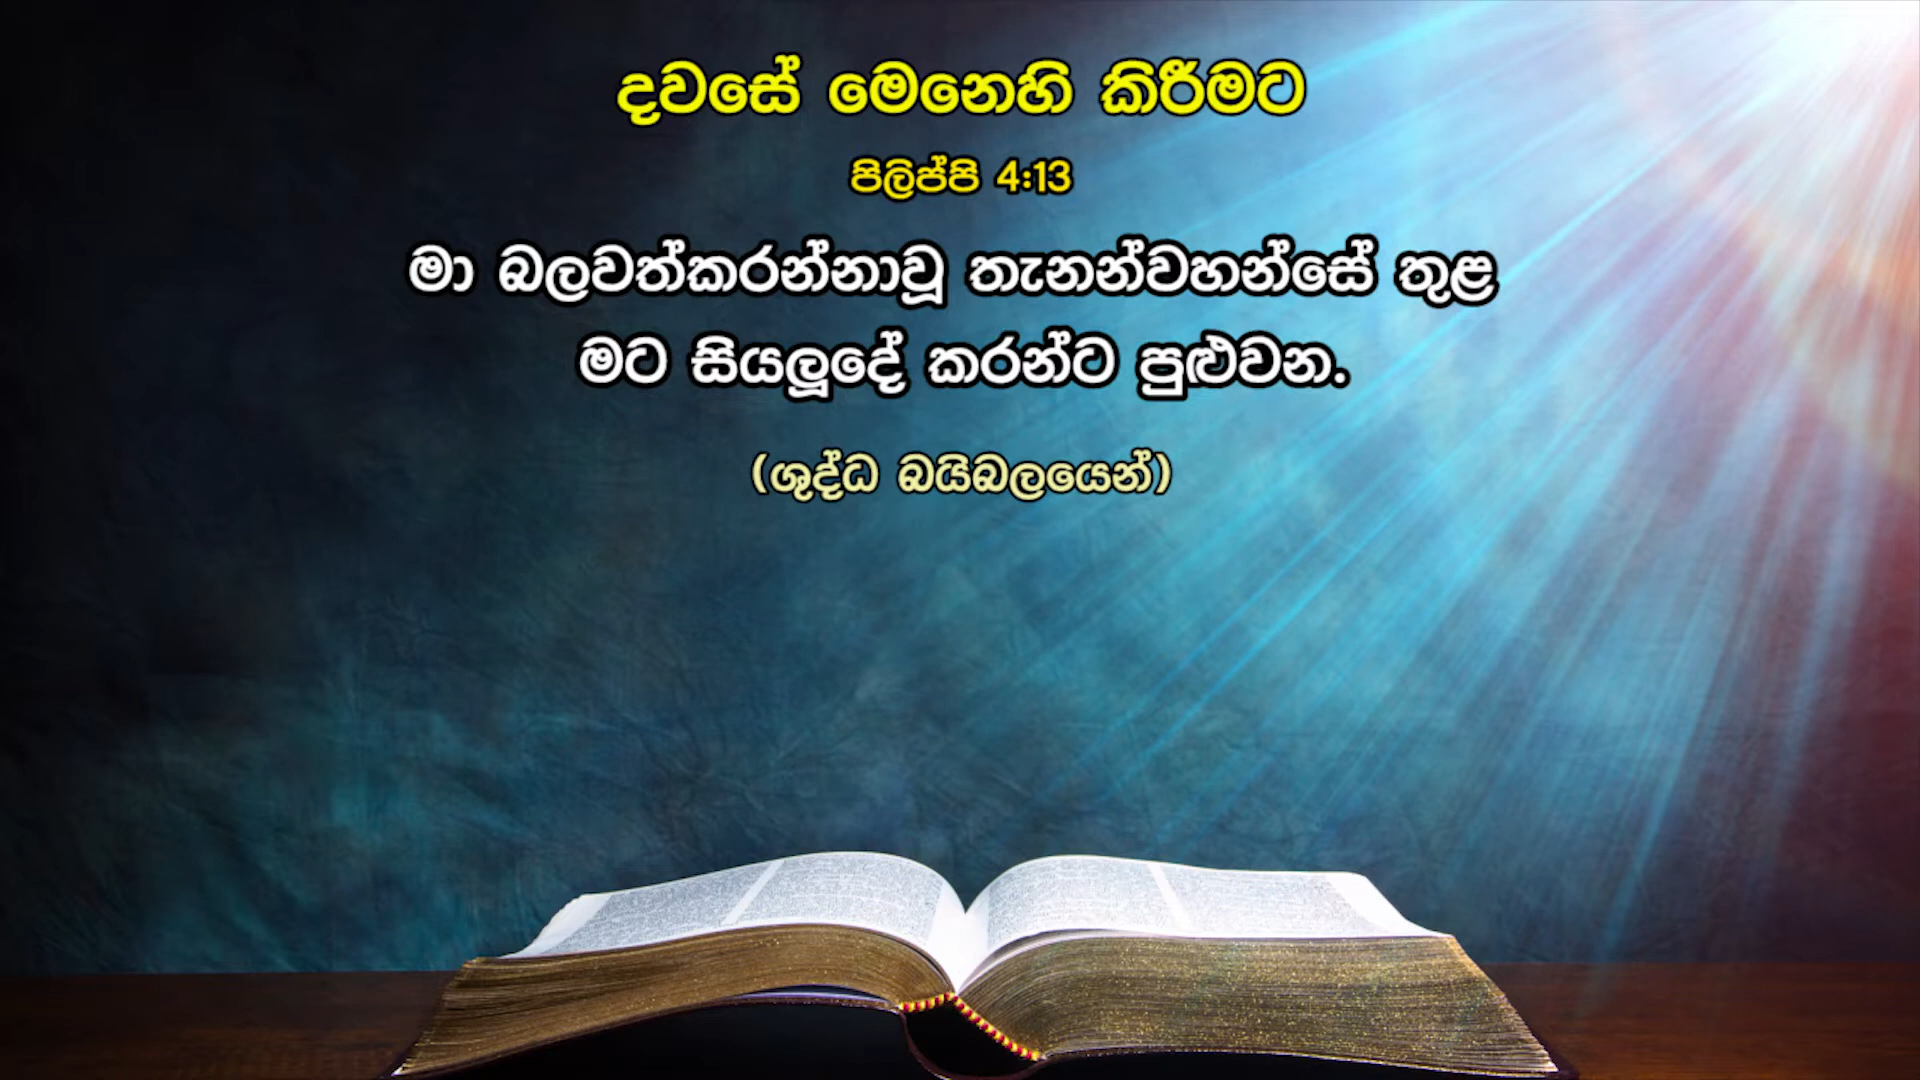 දවසේ මෙනෙහි කිරීමට
පිලිප්පි 4:13
මා බලවත්කරන්නාවූ තැනන්වහන්සේ තුළ
මට සියලූදේ කරන්ට පුළුවන.
(ශුද්ධ බයිබලයෙන්)